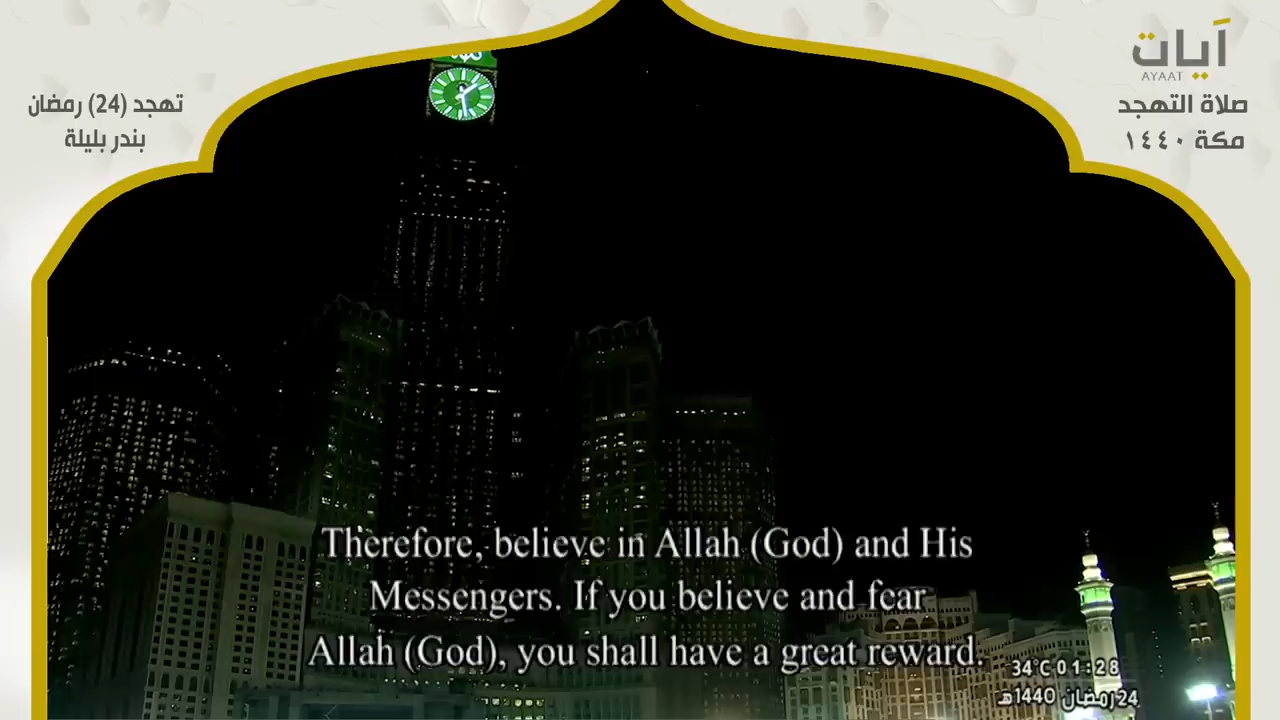 آيات
AYAAT
صلاة التهجد
مكة ١٤٤٠
تهجد (24) رمضان
بندر بليلة
Therefore, believe in Allah (God) and His
Messengers. If you believe and fear
Allah (God), you shall have a great reward.
34°C 01:28
24 رمضان 1440هـ